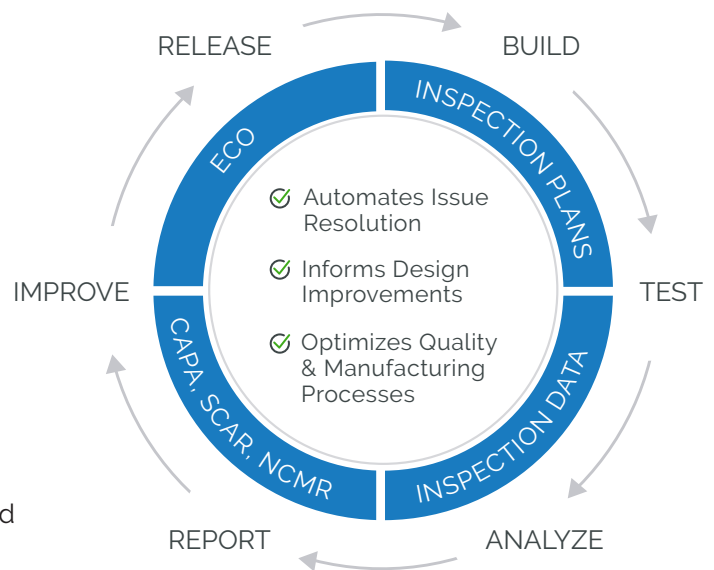 RELEASE
BUILD
ECO
INSPECTION PLANS
Automates Issue
Resolution
Informs Design
Improvements
IMPROVE
TEST
Optimizes Quality
& Manufacturing
Processes
CAPA, SCAR, NCMR
INSPECTION DATA
d
REPORT
ANALYZE